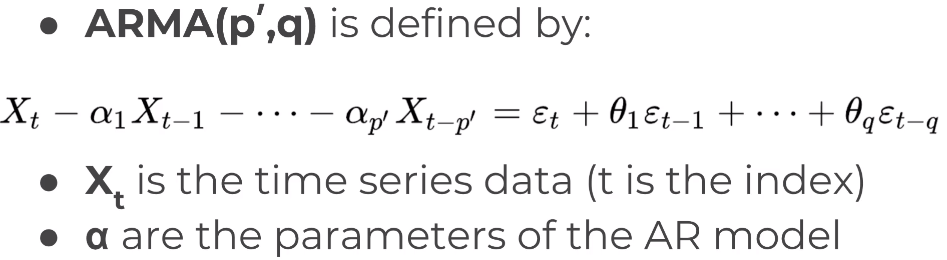 ● ARMA(p′,q) is defined by:
X_t − α_1 X_{t−1} − ⋯ − α_{p′} X_{t−p′} = ε_t + θ_1 ε_{t−1} + ⋯ + θ_q ε_{t−q}
● X_t is the time series data (t is the index)
● α are the parameters of the AR model